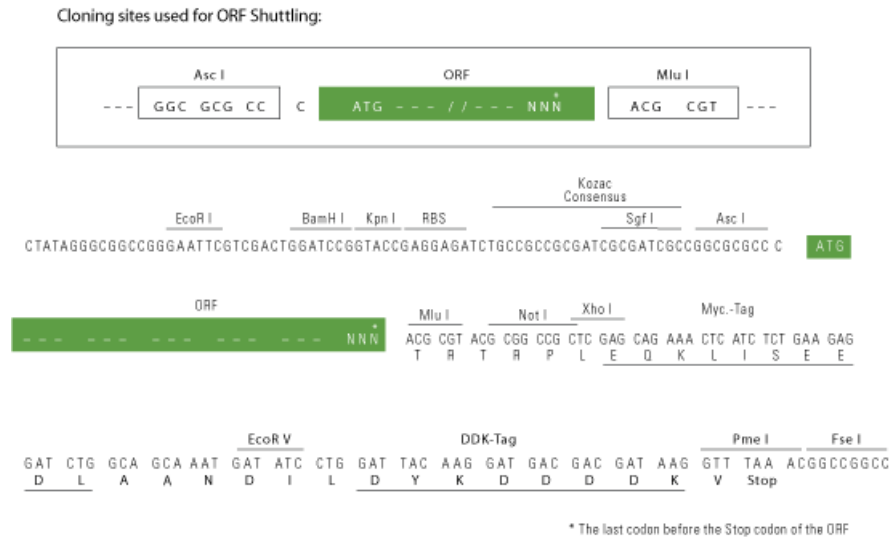 Cloning sites used for ORF Shuttling:
Asc I ORF Mlu I
--- GGC GCG CC C ATG --- // --- NNN* ACG CGT ---
Kozac
Consensus
EcoR I BamH I Kpn I RBS Sgf I Asc I
CTATAGGGCGGCCGGGAATTCGTCGACTGGATCCGGTACCGAGGAGATCTGCCGCCGCGATCGCGATCGCCGGCGCGCC C ATG
ORF Mlu I Not I Xho I Myc.-Tag
--- --- --- --- --- --- NNN* ACG CGT ACG CGG CCG CTC GAG CAG AAA CTC ATC TCT GAA GAG
T R T R P L E Q K L I S E E
EcoR V DDK-Tag Pme I Fse I
GAT CTG GCA GCA AAT GAT ATC CTG GAT TAC AAG GAT GAC GAC GAT AAG GTT TAA ACGGCCGGCC
D L A A N D I L D Y K D D D D K V Stop
* The last codon before the Stop codon of the ORF